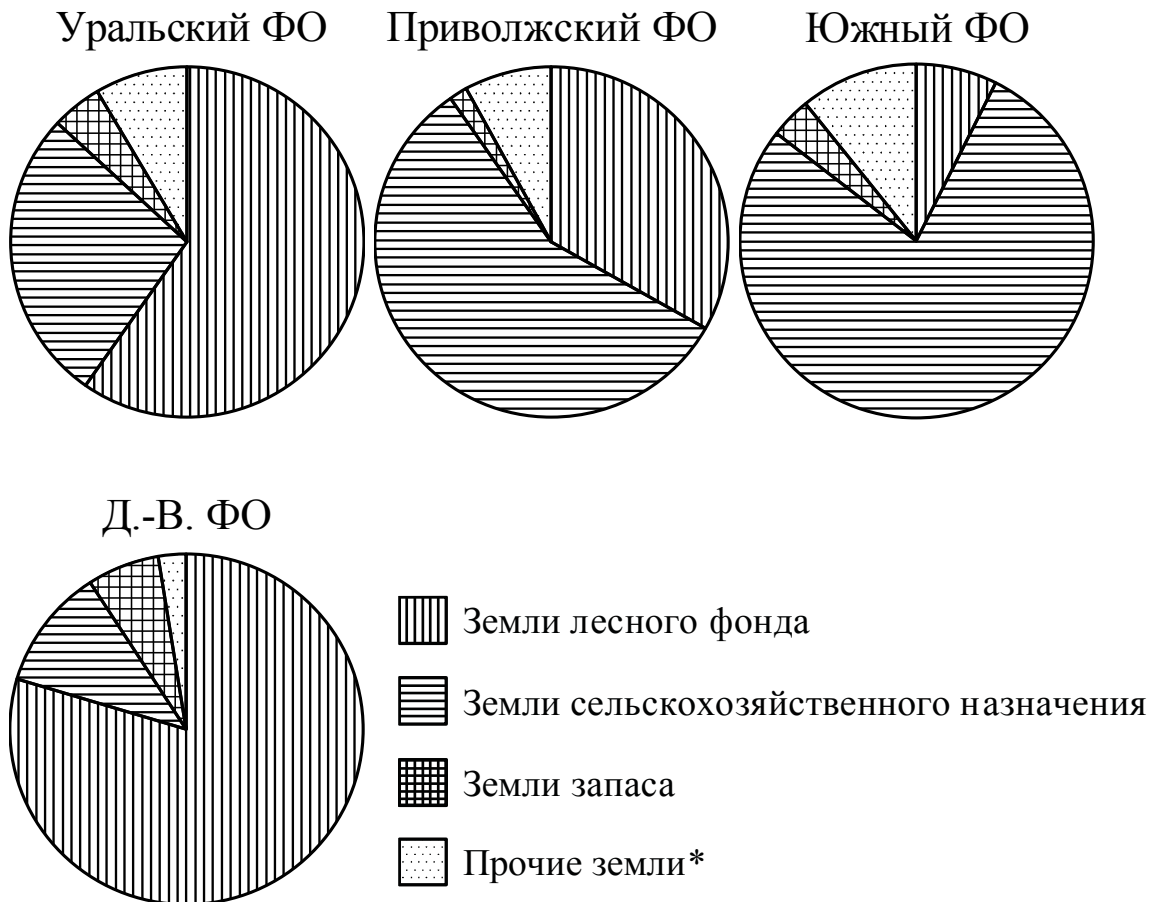 Уральский ФО
Приволжский ФО
Южный ФО
Д.-В. ФО
Земли лесного фонда
Земли сельскохозяйственного назначения
Земли запаса
Прочие земли*